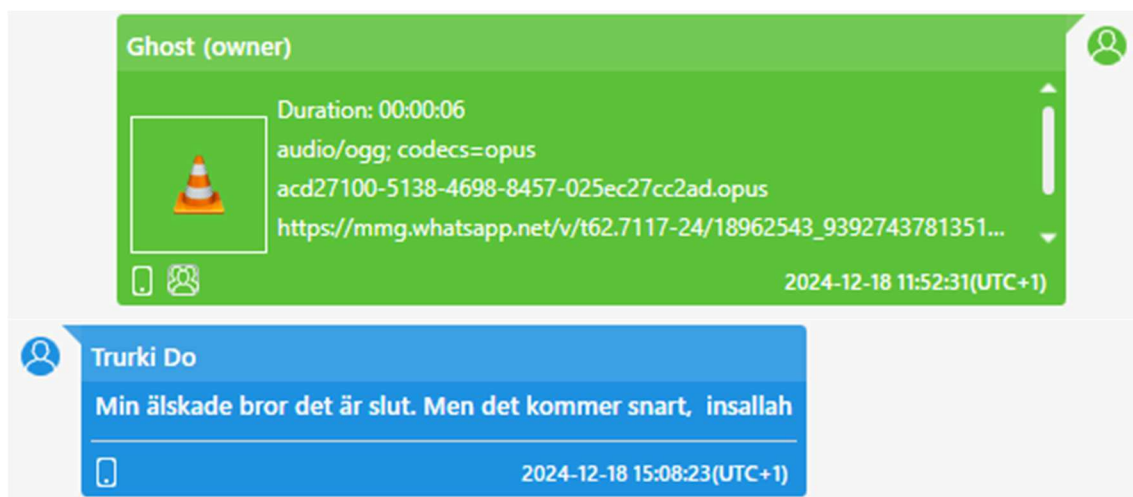 Ghost (owner)
Duration: 00:00:06
audio/ogg; codecs=opus
acd27100-5138-4698-8457-025ec27cc2ad.opus
https://mmg.whatsapp.net/v/t62.7117-24/18962543_9392743781351...
2024-12-18 11:52:31(UTC+1)
Trurki Do
Min älskade bror det är slut. Men det kommer snart, insallah
2024-12-18 15:08:23(UTC+1)